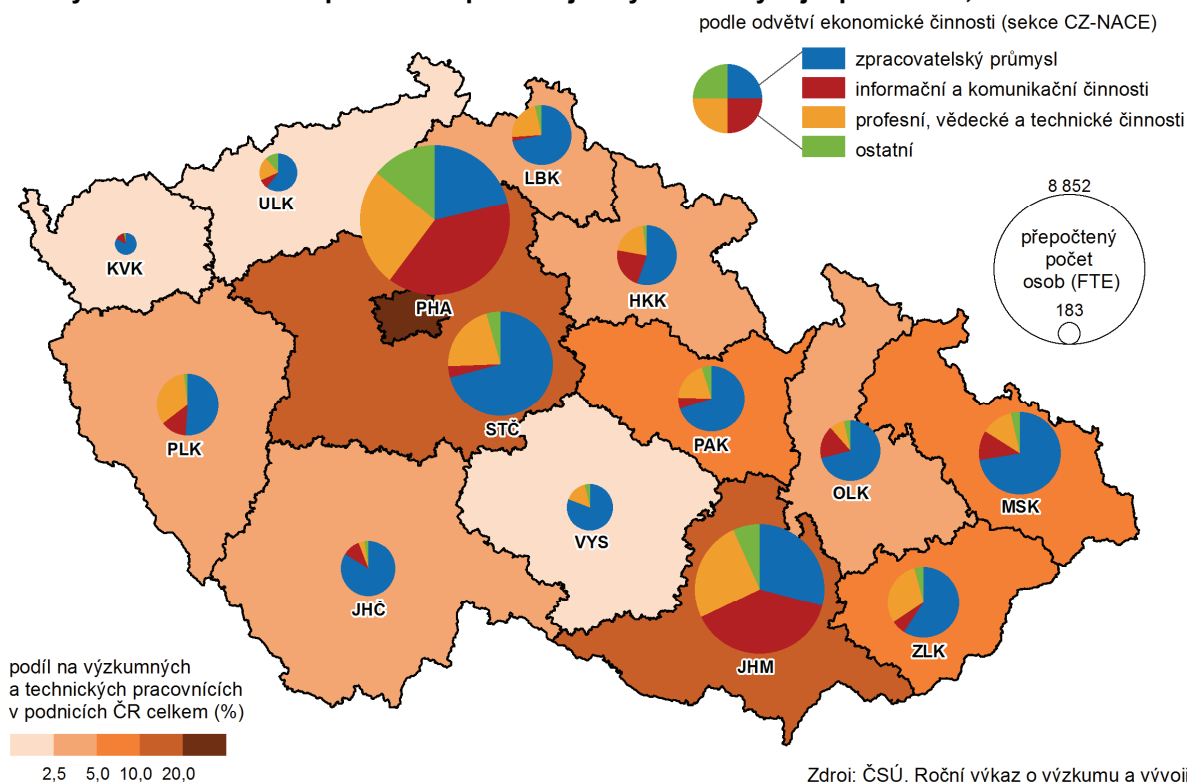 podle odvětví ekonomické činnosti (sekce CZ-NACE)
zpracovatelský průmysl
informační a komunikační činnosti
profesní, vědecké a technické činnosti
ostatní
8 852
přepočtený
počet
osob (FTE)
183
LBK
ULK
KVK
PHA
HKK
STČ
PLK
PAK
OLK
MSK
VYS
JHČ
ZLK
JHM
podíl na výzkumných
a technických pracovnících
v podnicích ČR celkem (%)
2,5 5,0 10,0 20,0
Zdroj: ČSÚ, Roční výkaz o výzkumu a vývoji